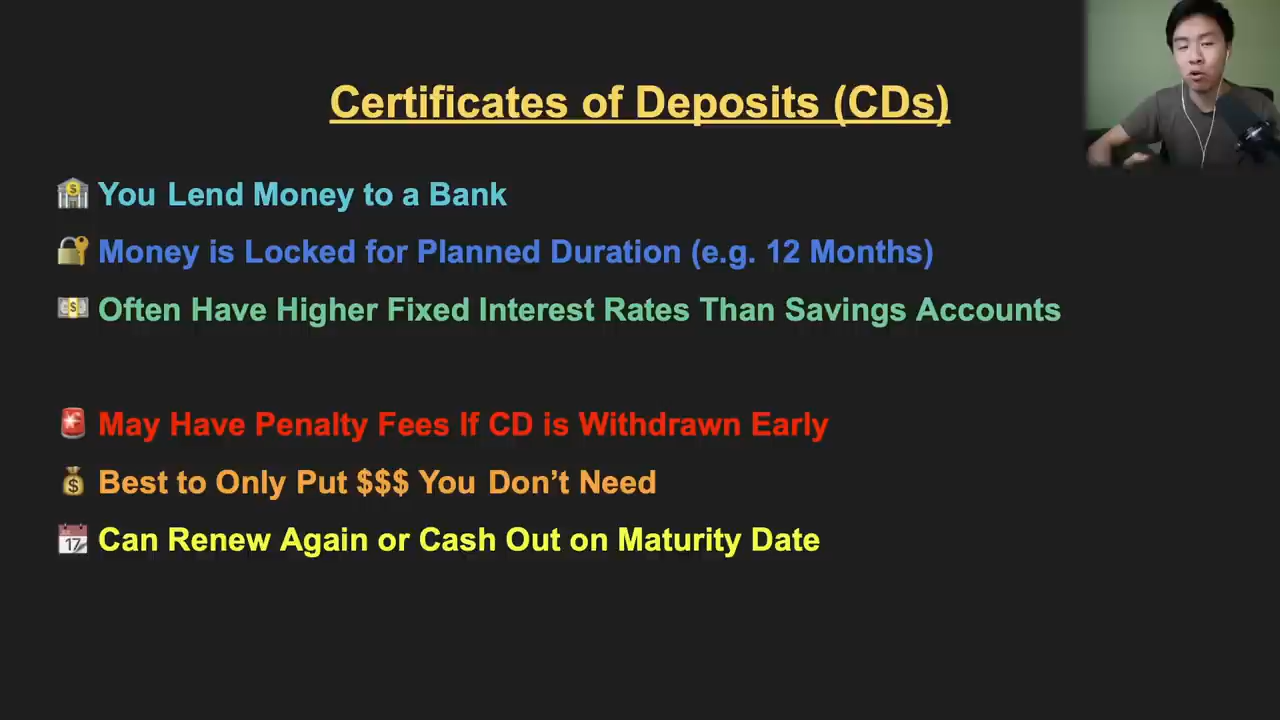 Certificates of Deposits (CDs)
You Lend Money to a Bank
Money is Locked for Planned Duration (e.g. 12 Months)
Often Have Higher Fixed Interest Rates Than Savings Accounts
May Have Penalty Fees If CD is Withdrawn Early
Best to Only Put $$$ You Don’t Need
Can Renew Again or Cash Out on Maturity Date